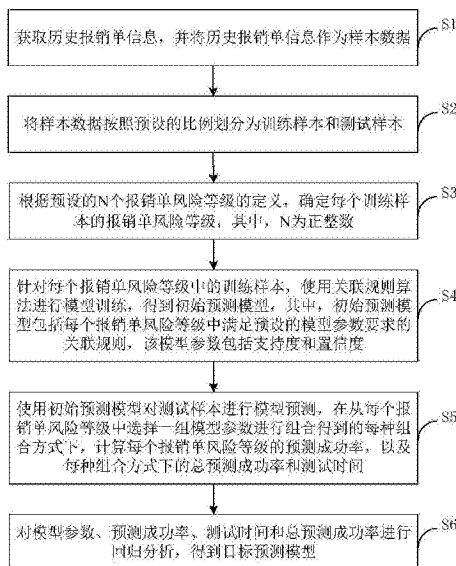 获取历史报销单信息，并将历史报销单信息作为样本数据
S1
将样本数据按照预设的比例划分为训练样本和测试样本
S2
根据预设的N个报销单风险等级的定义，确定每个训练样
本的报销单风险等级，其中，N为正整数
S3
针对每个报销单风险等级中的训练样本，使用关联规则算
法进行模型训练，得到初始预测模型，其中，初始预测模
型包括每个报销单风险等级中满足预设的模型参数要求的
关联规则，该模型参数包括支持度和置信度
S4
使用初始预测模型对测试样本进行模型预测，在从每个报
销单风险等级中选择一组模型参数进行组合得到的每种组
合方式下，计算每个报销单风险等级的预测成功率，以及
每种组合方式下的总预测成功率和测试时间
S5
对模型参数、预测成功率、测试时间和总预测成功率进行
回归分析，得到目标预测模型
S6